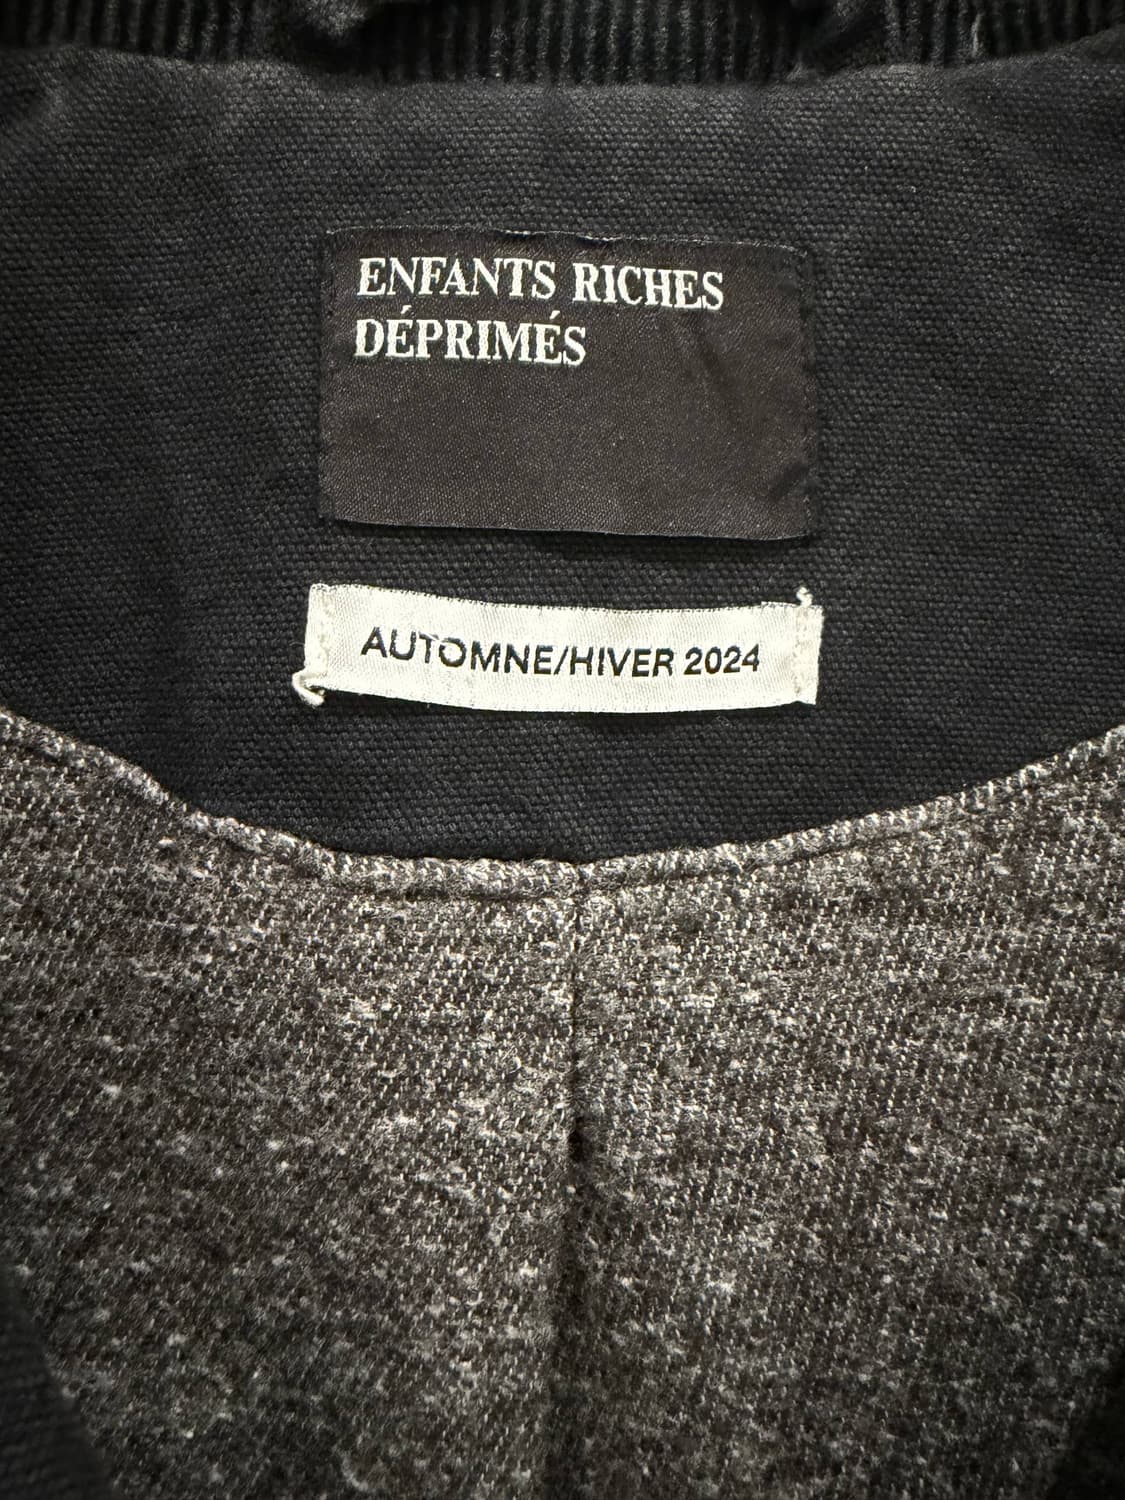 ENFANTS RICHES
DÉPRIMÉS
AUTOMNE/HIVER 2024